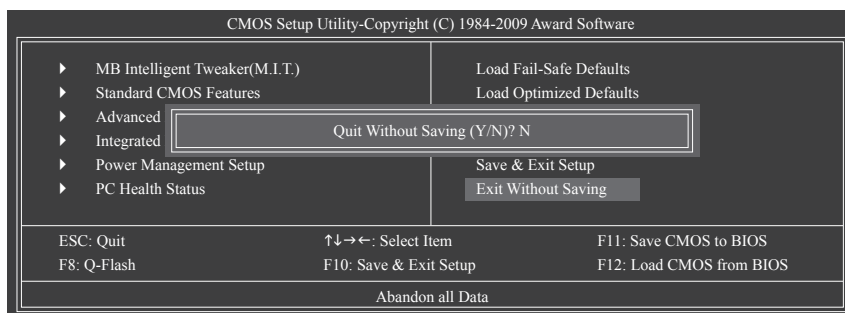 CMOS Setup Utility-Copyright (C) 1984-2009 Award Software
MB Intelligent Tweaker(M.I.T.)
Standard CMOS Features
Advanced
Integrated
Power Management Setup
PC Health Status
Load Fail-Safe Defaults
Load Optimized Defaults
Quit Without Saving (Y/N)? N
Save & Exit Setup
Exit Without Saving
ESC: Quit ↑↓→←: Select Item F11: Save CMOS to BIOS
F8: Q-Flash F10: Save & Exit Setup F12: Load CMOS from BIOS
Abandon all Data